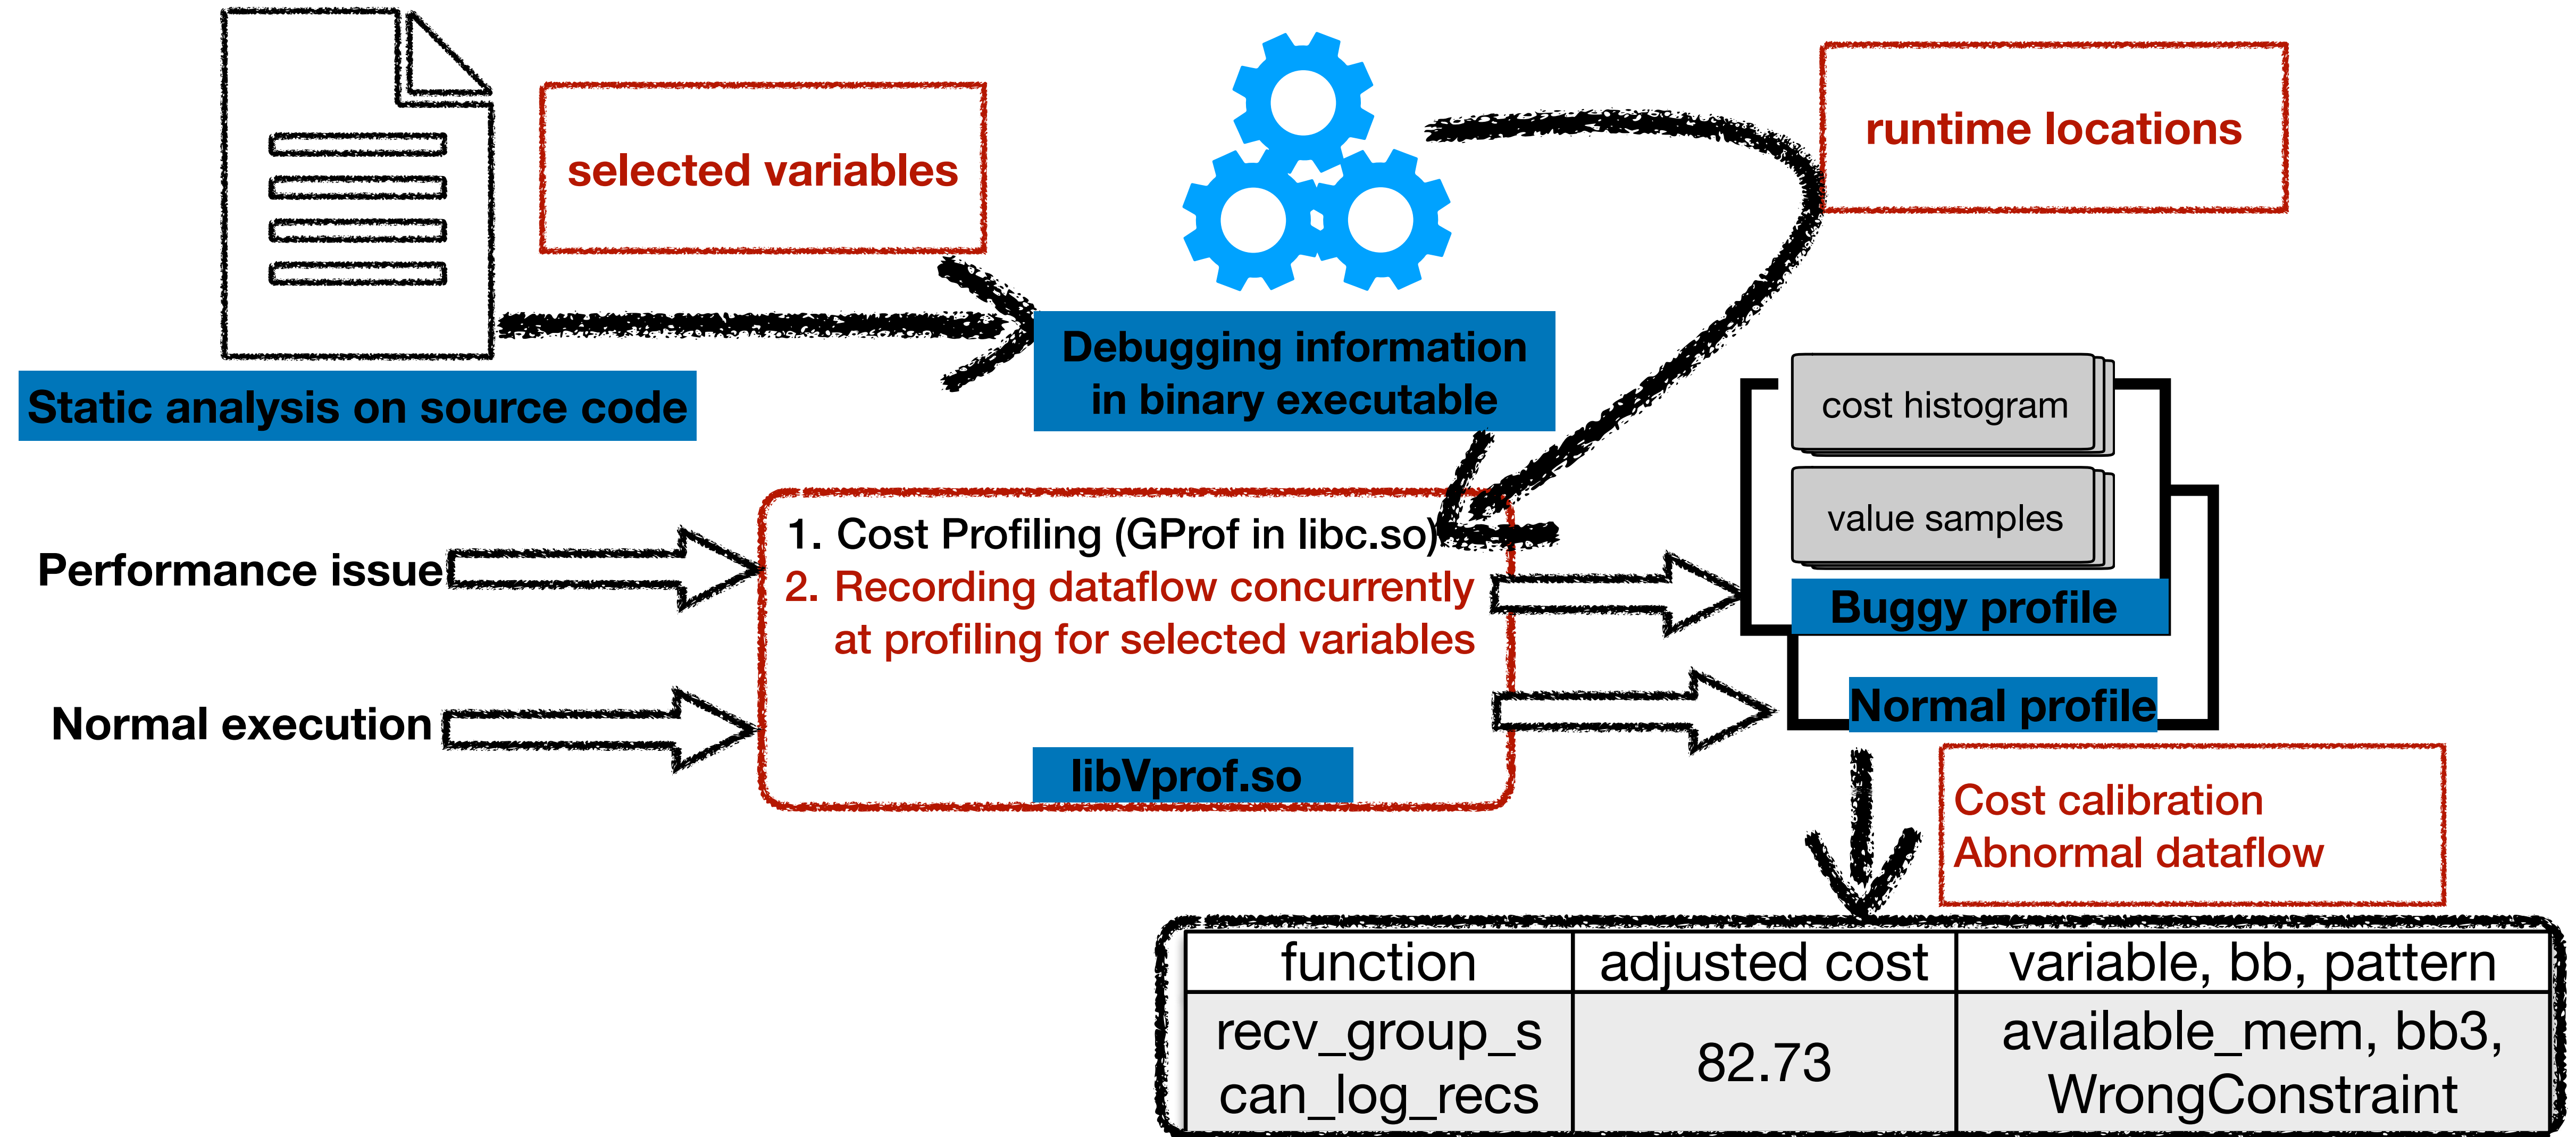 selected variables
runtime locations
Debugging information
in binary executable
Static analysis on source code
cost histogram
value samples
Buggy profile
Normal profile
Performance issue
Normal execution
1. Cost Profiling (GProf in libc.so)
2. Recording dataflow concurrently
at profiling for selected variables
libVprof.so
Cost calibration
Abnormal dataflow
function adjusted cost variable, bb, pattern
recv_group_s
can_log_recs
82.73
available_mem, bb3,
WrongConstraint